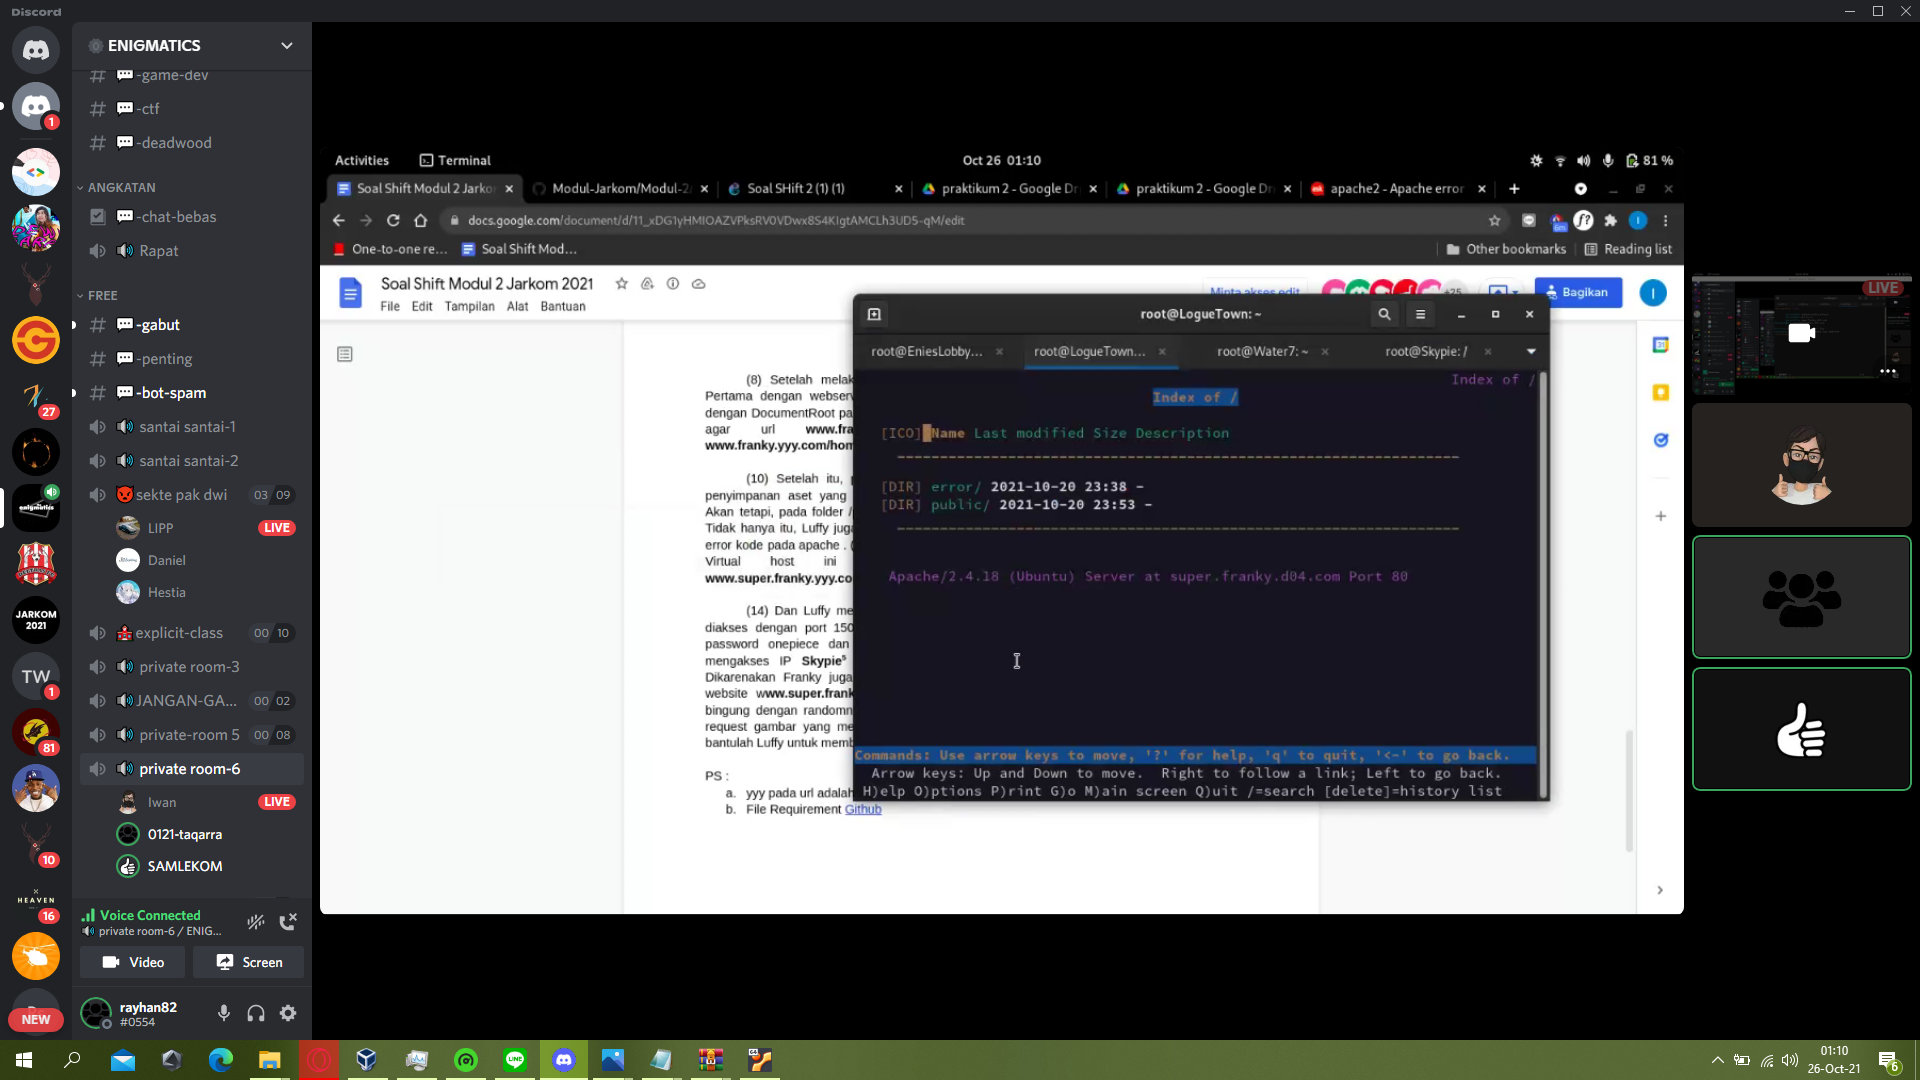 Discord
ENIGMATICS
-game-dev
-ctf
-deadwood
ANGKATAN
-chat-bebas
Rapat
FREE
-gabut
-penting
-bot-spam
santai santai-1
santai santai-2
sekte pak dwi 03 09
LIPP LIVE
Daniel
Hestia
explicit-class 00 10
private room-3
JANGAN-GA... 00 02
private-room 5 00 08
private room-6
Iwan LIVE
0121-taqarra
SAMLEKOM
Voice Connected
private room-6 / ENIG...
Video Screen
rayhan82
#0554
1
27
JARKOM
2021
TW
1
81
10
HEAVEN
16
NEW
Activities Terminal Oct 26 01:10 81 %
Soal Shift Modul 2 Jarko Modul-Jarkom/Modul-2/ Soal SHift 2 (1) (1) praktikum 2 - Google Dr praktikum 2 - Google Dr apache2 - Apache error
docs.google.com/document/d/11_xDG1yHMIOAZVPksRV0VDwx8S4KIgtAMCLh3UD5-qM/edit
One-to-one re... Soal Shift Mod... Other bookmarks Reading list
Soal Shift Modul 2 Jarkom 2021
File Edit Tampilan Alat Bantuan
Minta akses edit +25 Bagikan I
(8) Setelah melak
Pertama dengan webserv
dengan DocumentRoot pa
agar url www.fra
www.franky.yyy.com/hom
(10) Setelah itu,
penyimpanan aset yang
Akan tetapi, pada folder /
Tidak hanya itu, Luffy juga
error kode pada apache . (
Virtual host ini
www.super.franky.yyy.co
(14) Dan Luffy me
diakses dengan port 150
password onepiece dan
mengakses IP Skypie
Dikarenakan Franky juga
website www.super.frank
bingung dengan randomn
request gambar yang me
bantulah Luffy untuk memb
PS :
a. yyy pada url adalah
b. File Requirement Github
root@LogueTown: ~
root@EniesLobby... root@LogueTown... root@Water7: ~ root@Skypie: /
Index of /
Index of /
[ICO] Name Last modified Size Description
[DIR] error/ 2021-10-20 23:38 -
[DIR] public/ 2021-10-20 23:53 -
Apache/2.4.18 (Ubuntu) Server at super.franky.d04.com Port 80
Commands: Use arrow keys to move, '?' for help, 'q' to quit, '<-' to go back.
Arrow keys: Up and Down to move. Right to follow a link; Left to go back.
H)elp O)ptions P)rint G)o M)ain screen Q)uit /=search [delete]=history list
LIVE
01:10
26-Oct-21
6